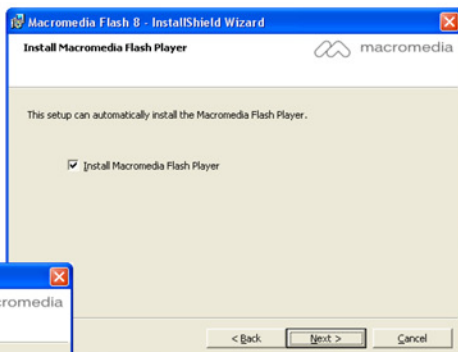 Macromedia Flash 8 - InstallShield Wizard
Install Macromedia Flash Player
macromedia
This setup can automatically install the Macromedia Flash Player.
Install Macromedia Flash Player
cromedia
< Back Next > Cancel